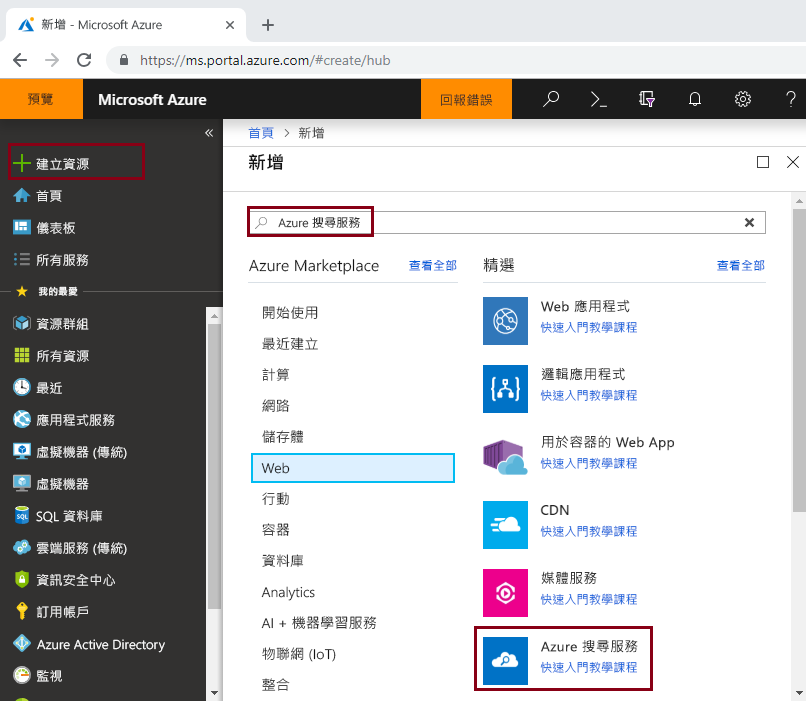 新增 - Microsoft Azure
https://ms.portal.azure.com/#create/hub
預覽
Microsoft Azure
回報錯誤
建立資源
首頁
儀表板
所有服務
我的最愛
資源群組
所有資源
最近
應用程式服務
虛擬機器 (傳統)
虛擬機器
SQL 資料庫
雲端服務 (傳統)
資訊安全中心
訂用帳戶
Azure Active Directory
監視
首頁 > 新增
新增
Azure 搜尋服務
Azure Marketplace 查看全部
開始使用
最近建立
計算
網路
儲存體
Web
行動
容器
資料庫
Analytics
AI + 機器學習服務
物聯網 (IoT)
整合
精選 查看全部
Web 應用程式
快速入門教學課程
邏輯應用程式
快速入門教學課程
用於容器的 Web App
快速入門教學課程
CDN
快速入門教學課程
媒體服務
快速入門教學課程
Azure 搜尋服務
快速入門教學課程